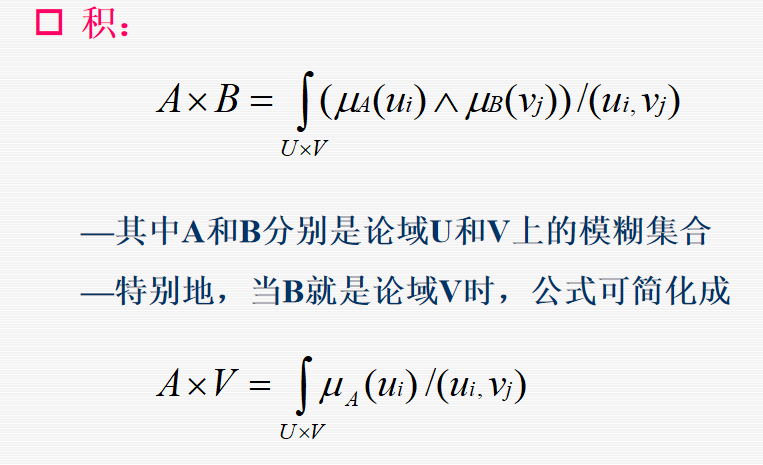 积:
A×B = ∫(μA(ui)∧μB(vj))/(ui,vj)
U×V
—其中A和B分别是论域U和V上的模糊集合
—特别地，当B就是论域V时，公式可简化成
A×V = ∫μA(ui)/(ui,vj)
U×V